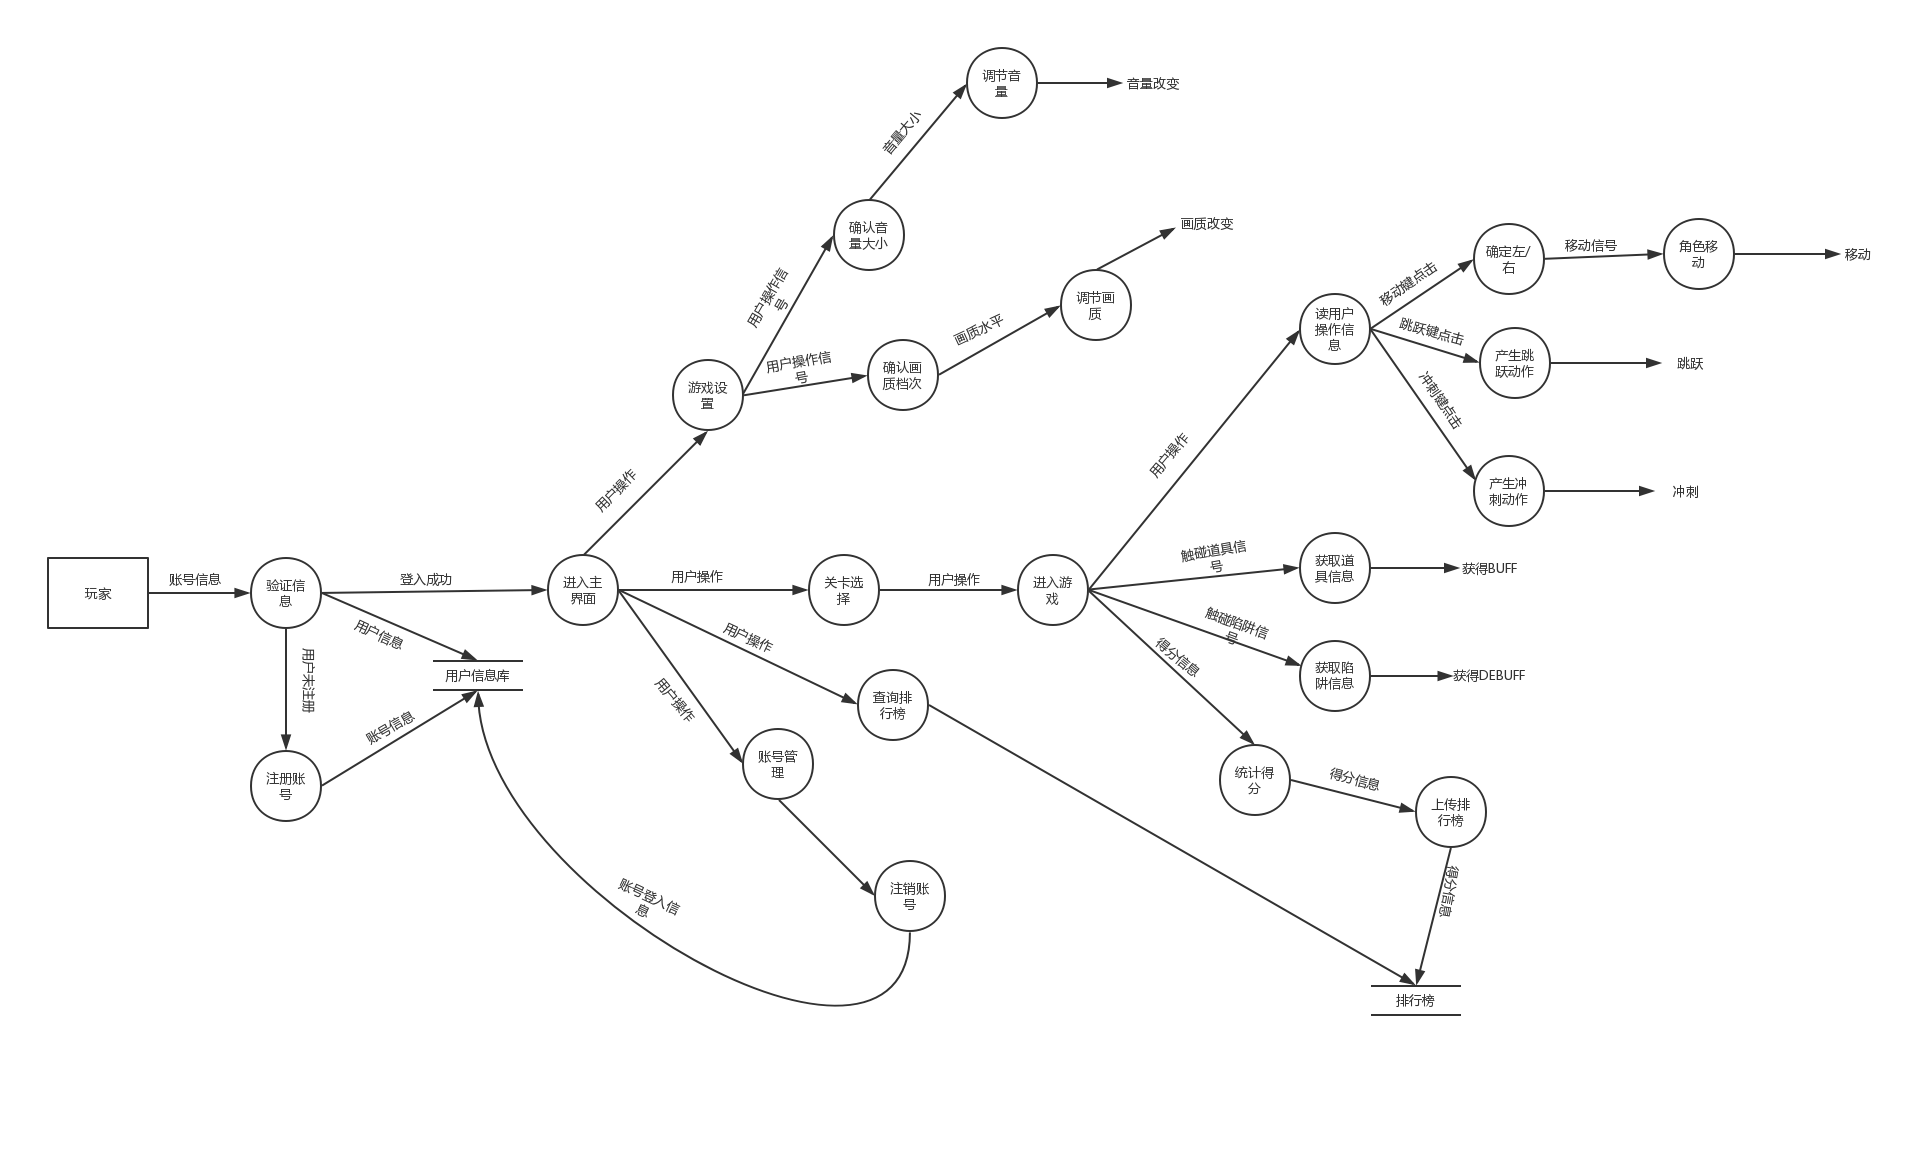 调节音
量
音量改变
音量大小
确认音
量大小
画质改变
用户操作信
号
调节画
质
画质水平
确定左/
右
移动信号
角色移
动
移动
移动键点击
读用户
操作信
息
跳跃键点击
产生跳
跃动作
跳跃
冲刺键点击
产生冲
刺动作
冲刺
游戏设
置
用户操作信
号
确认画
质档次
用户操作
用户操作
玩家
账号信息
验证信
息
登入成功
进入主
界面
用户操作
关卡选
择
用户操作
进入游
戏
触碰道具信
号
获取道
具信息
获得BUFF
触碰陷阱信
号
获取陷
阱信息
获得DEBUFF
得分信息
统计得
分
得分信息
上传排
行榜
得分信息
排行榜
用户信息
用户信息库
用户未注册
账号信息
注册账
号
用户操作
查询排
行榜
用户操作
账号管
理
注销账
号
账号登入信
息